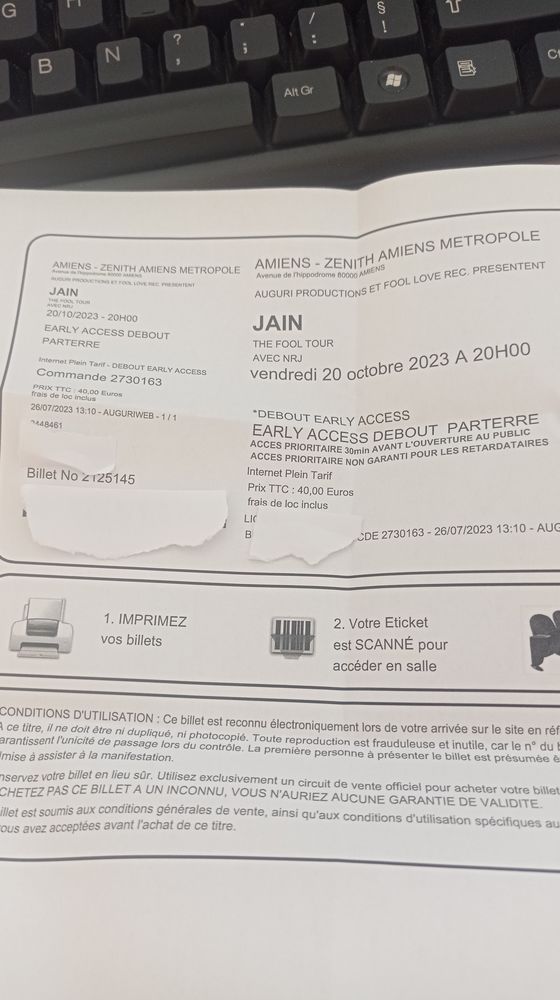 G
§
!
/
:
.
;
?
,
B
N
Alt Gr
AMIENS - ZENITH AMIENS METROPOLE
Avenue de l'hippodrome 80000 AMIENS
AUGURI PRODUCTIONS ET FOOL LOVE REC. PRESENTENT
JAIN
THE FOOL TOUR
AVEC NRJ
20/10/2023 - 20H00
EARLY ACCESS DEBOUT
PARTERRE
Internet Plein Tarif - DEBOUT EARLY ACCESS
Commande 2730163
PRIX TTC : 40,00 Euros
frais de loc inclus
26/07/2023 13:10 - AUGURIWEB - 1 / 1
448461
Billet No 2125145
AMIENS - ZENITH AMIENS METROPOLE
Avenue de l'hippodrome 80000 AMIENS
AUGURI PRODUCTIONS ET FOOL LOVE REC. PRESENTENT
JAIN
THE FOOL TOUR
AVEC NRJ
vendredi 20 octobre 2023 A 20H00
*DEBOUT EARLY ACCESS
EARLY ACCESS DEBOUT PARTERRE
ACCES PRIORITAIRE 30min AVANT L'OUVERTURE AU PUBLIC
ACCES PRIORITAIRE NON GARANTI POUR LES RETARDATAIRES
Internet Plein Tarif
Prix TTC : 40,00 Euros
frais de loc inclus
LIC
B
CDE 2730163 - 26/07/2023 13:10 - AUG
1. IMPRIMEZ
vos billets
2. Votre Eticket
est SCANNÉ pour
accéder en salle
CONDITIONS D'UTILISATION : Ce billet est reconnu électroniquement lors de votre arrivée sur le site en réf
A ce titre, il ne doit être ni dupliqué, ni photocopié. Toute reproduction est frauduleuse et inutile, car le n° du b
arantissent l'unicité de passage lors du contrôle. La première personne à présenter le billet est présumée ê
mise à assister à la manifestation.
nservez votre billet en lieu sûr. Utilisez exclusivement un circuit de vente officiel pour acheter votre billet
CHETEZ PAS CE BILLET A UN INCONNU, VOUS N'AURIEZ AUCUNE GARANTIE DE VALIDITE.
illet est soumis aux conditions générales de vente, ainsi qu'aux conditions d'utilisation spécifiques au
ous avez acceptées avant l'achat de ce titre.